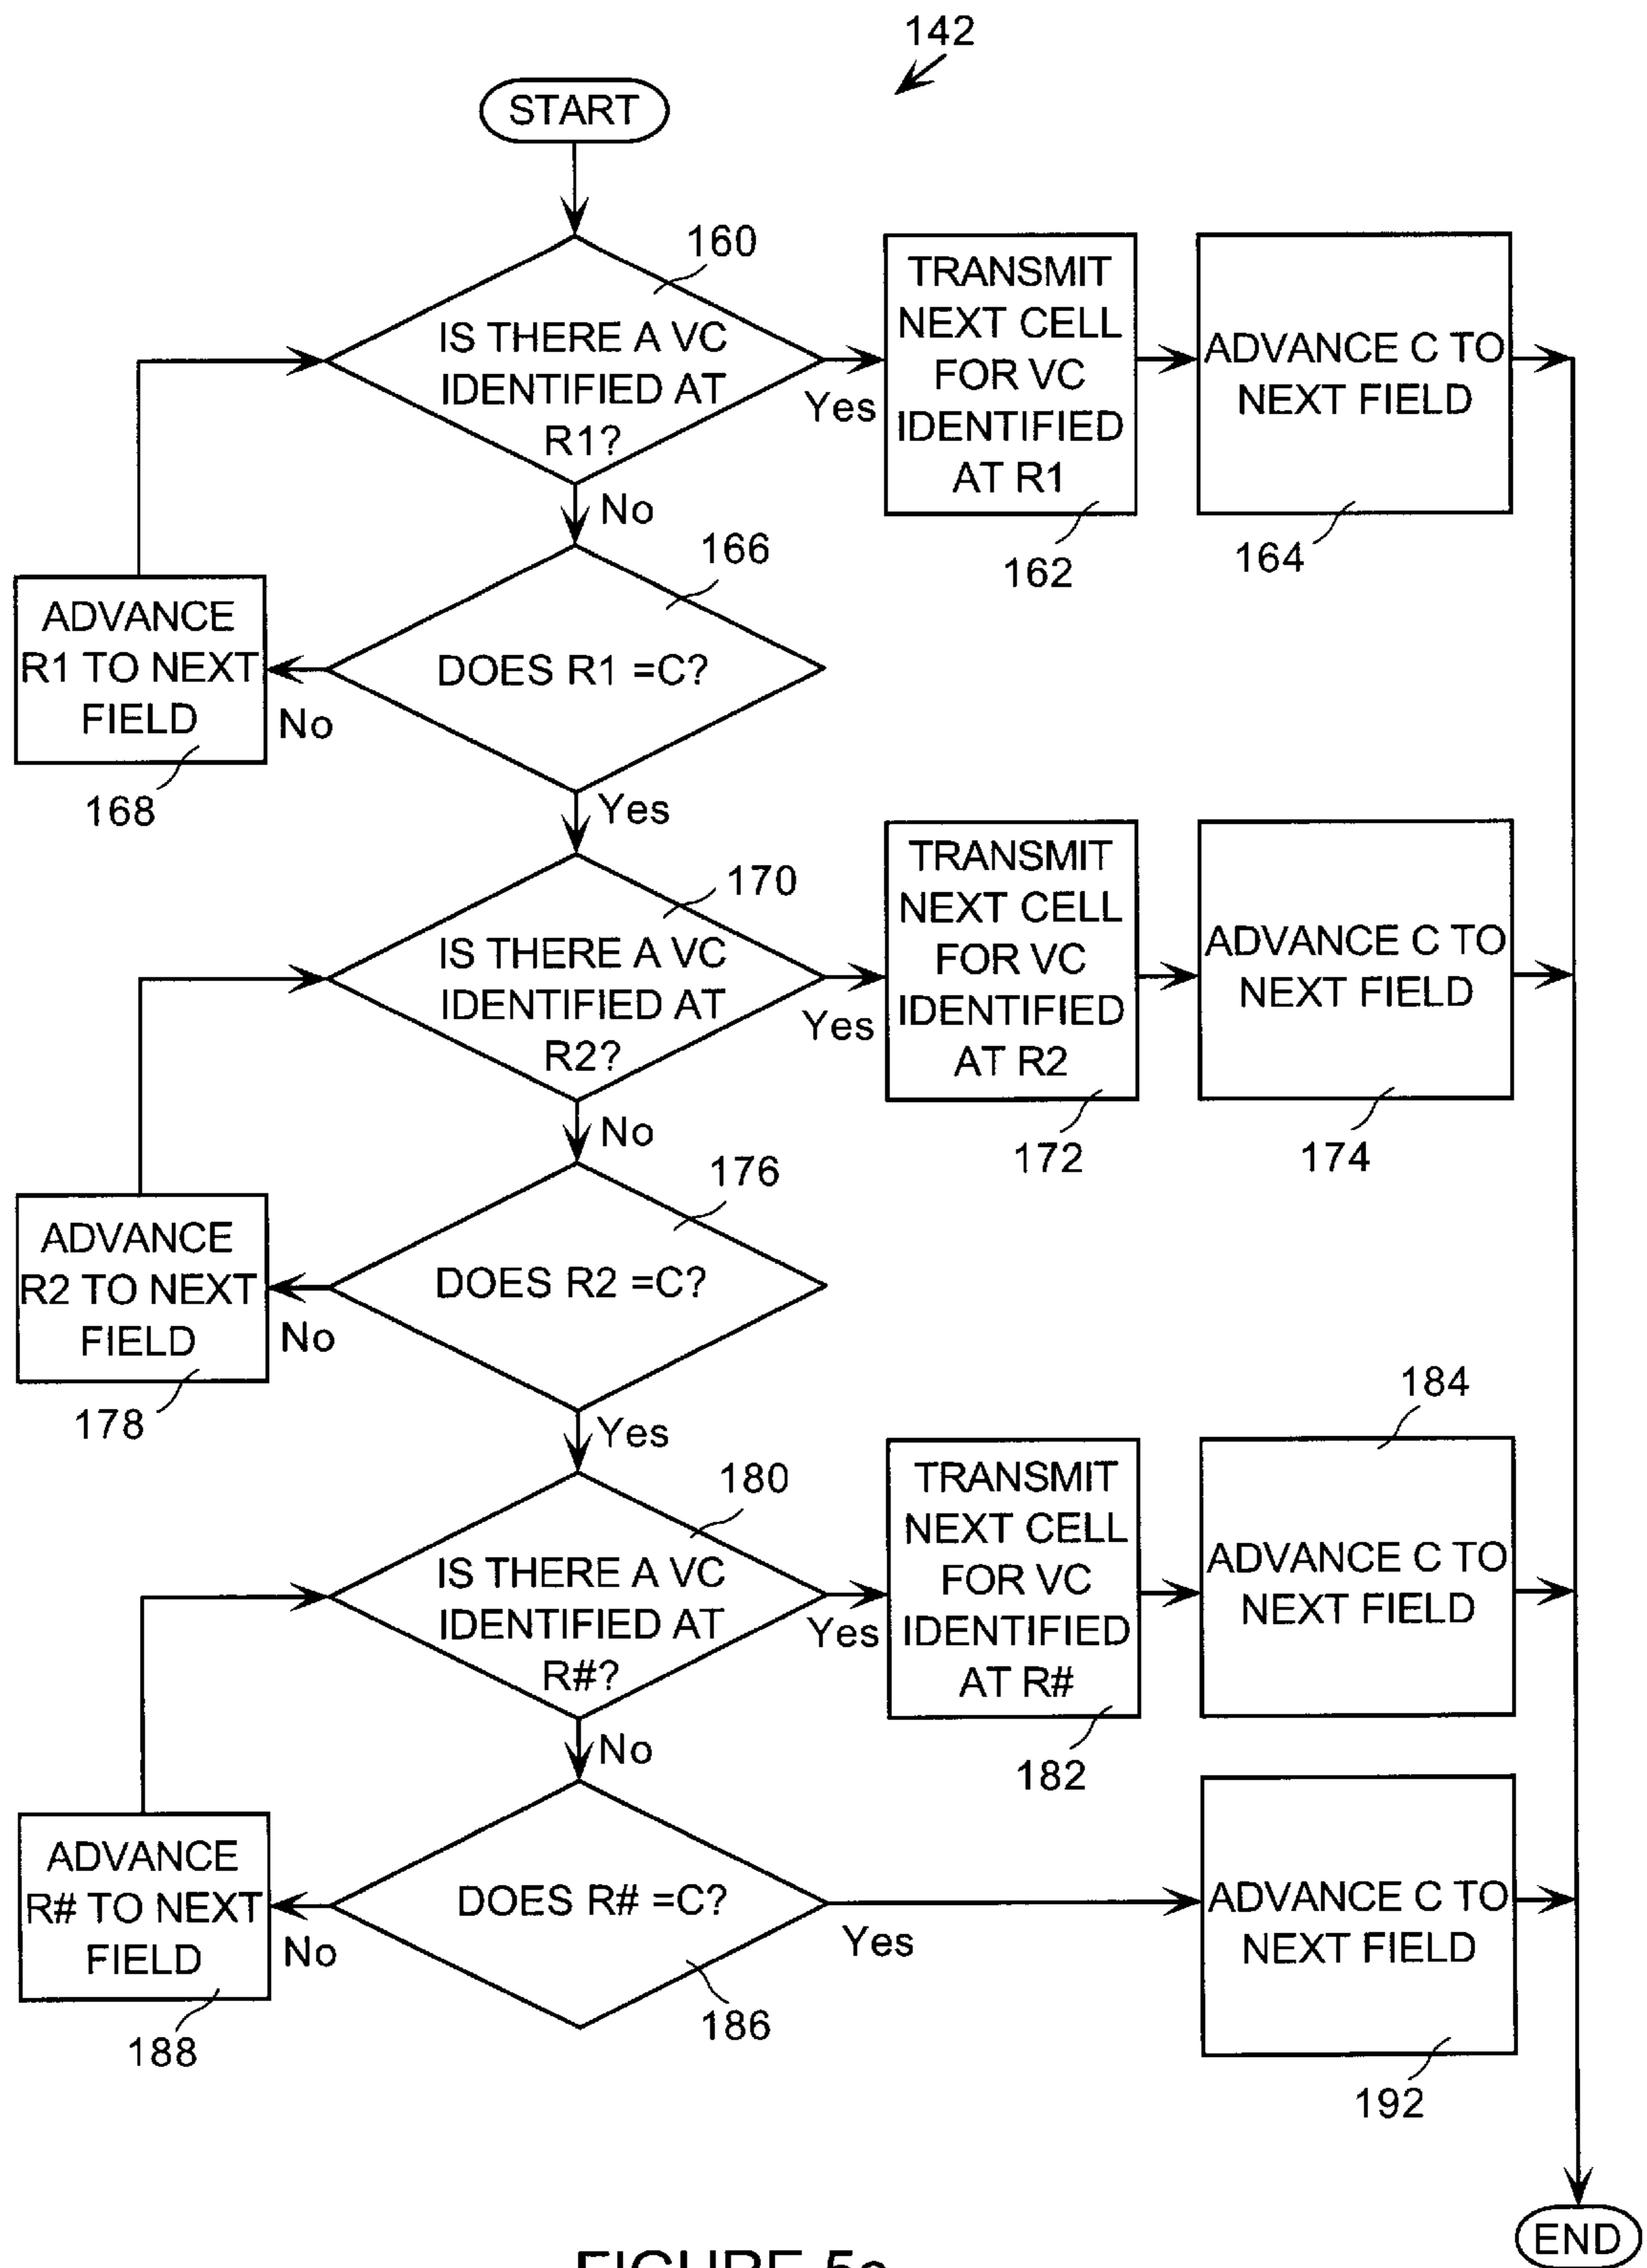 142
START
160
IS THERE A VC
IDENTIFIED AT
R1?
Yes
TRANSMIT
NEXT CELL
FOR VC
IDENTIFIED
AT R1
162
ADVANCE C TO
NEXT FIELD
164
No
166
DOES R1 =C?
ADVANCE
R1 TO NEXT
FIELD
No
168
Yes
170
IS THERE A VC
IDENTIFIED AT
R2?
Yes
TRANSMIT
NEXT CELL
FOR VC
IDENTIFIED
AT R2
172
ADVANCE C TO
NEXT FIELD
174
No
176
DOES R2 =C?
ADVANCE
R2 TO NEXT
FIELD
No
178
Yes
180
IS THERE A VC
IDENTIFIED AT
R#?
Yes
TRANSMIT
NEXT CELL
FOR VC
IDENTIFIED
AT R#
182
184
ADVANCE C TO
NEXT FIELD
No
DOES R# =C?
186
ADVANCE
R# TO NEXT
FIELD
No
188
Yes
ADVANCE C TO
NEXT FIELD
192
END